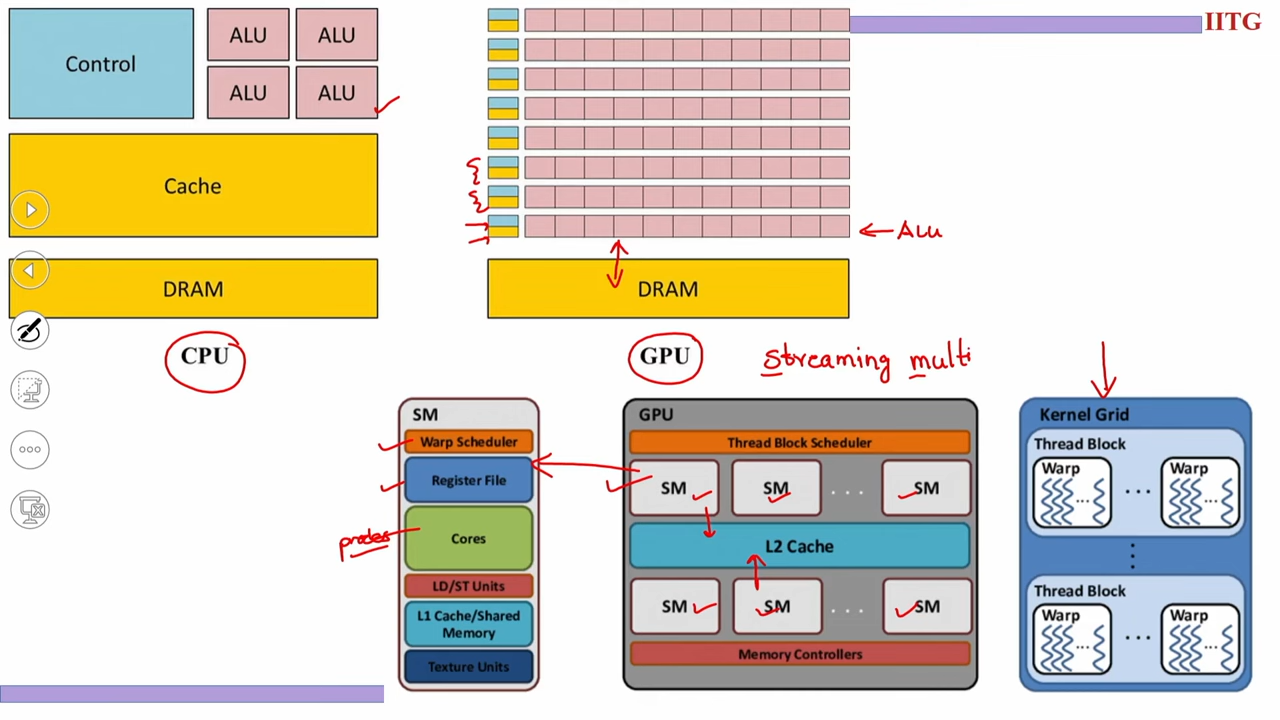 IITG
Control
ALU
ALU
ALU
ALU
Cache
DRAM
CPU
← ALU
DRAM
GPU
streaming multi
SM
Warp Scheduler
Register File
Cores
LD/ST Units
L1 Cache/Shared
Memory
Texture Units
GPU
Thread Block Scheduler
SM
SM
...
SM
L2 Cache
SM
SM
...
SM
Memory Controllers
Kernel Grid
Thread Block
Warp
...
...
Warp
...
Thread Block
Warp
...
...
Warp
...